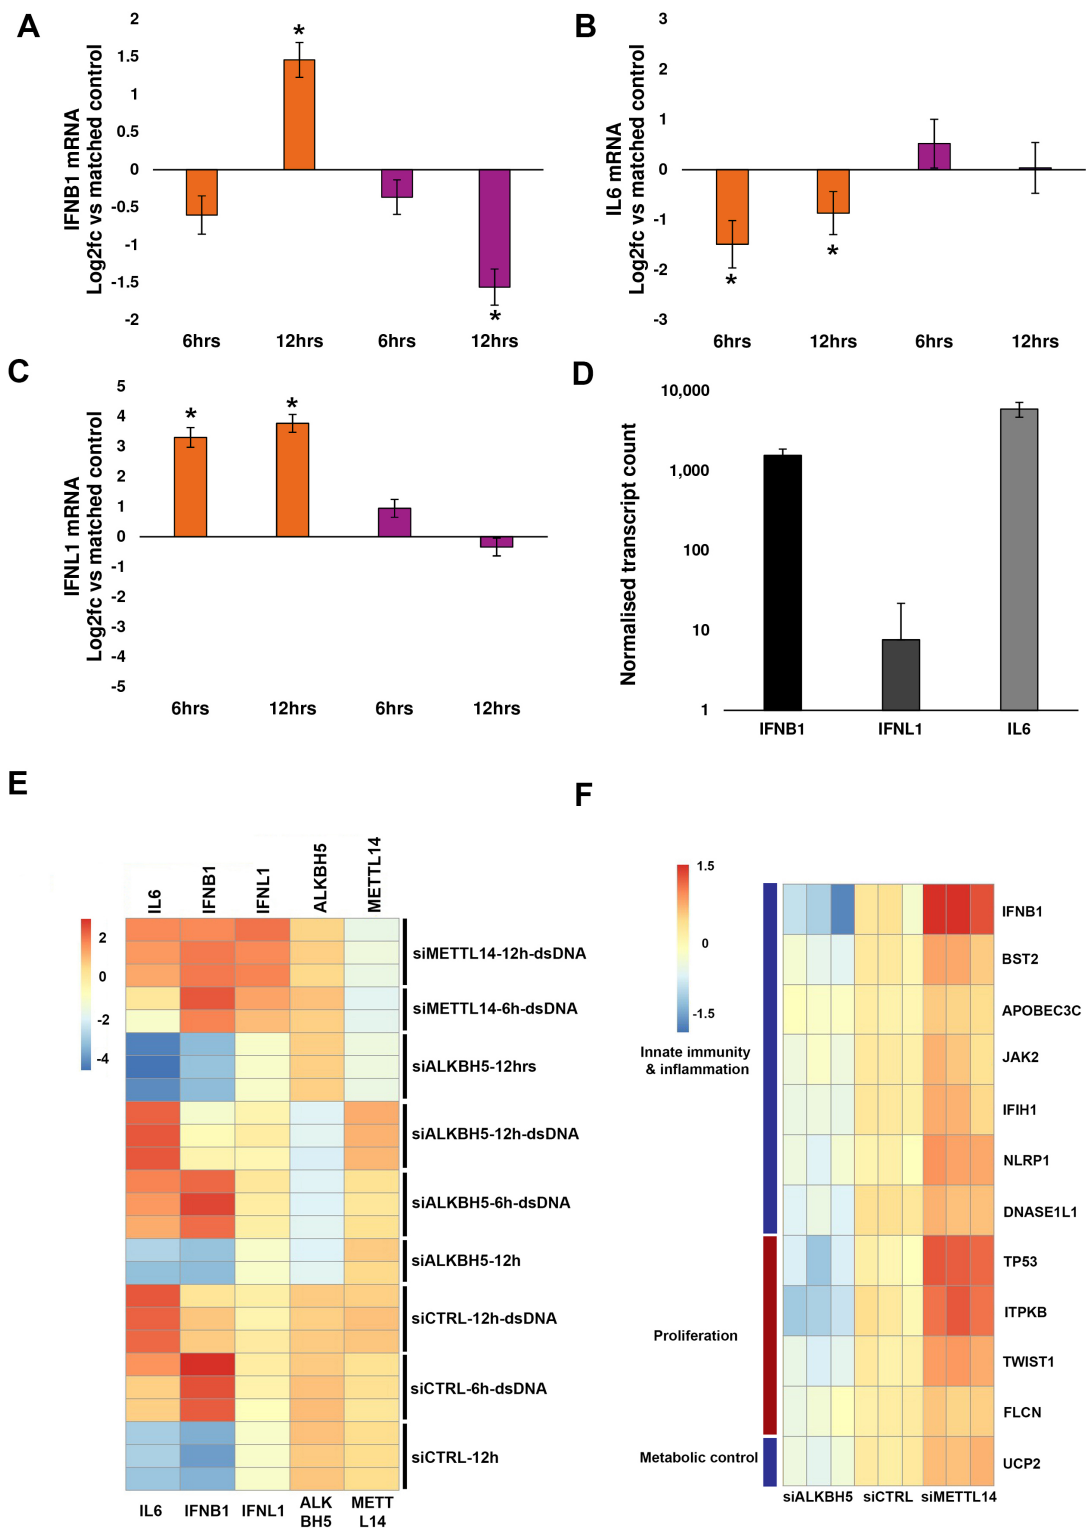 A
IFNB1 mRNA
Log2fc vs matched control
2
1.5
1
0.5
0
-0.5
-1
-1.5
-2
*
*
6hrs 12hrs 6hrs 12hrs
B
IL6 mRNA
Log2fc vs matched control
3
2
1
0
-1
-2
-3
*
*
6hrs 12hrs 6hrs 12hrs
C
IFNL1 mRNA
Log2fc vs matched control
5
4
3
2
1
0
-1
-2
-3
-4
-5
*
*
6hrs 12hrs 6hrs 12hrs
D
Normalised transcript count
10,000
1,000
100
10
1
IFNB1 IFNL1 IL6
E
IL6
IFNB1
IFNL1
ALKBH5
METTL14
2
0
-2
-4
siMETTL14-12h-dsDNA
siMETTL14-6h-dsDNA
siALKBH5-12hrs
siALKBH5-12h-dsDNA
siALKBH5-6h-dsDNA
siALKBH5-12h
siCTRL-12h-dsDNA
siCTRL-6h-dsDNA
siCTRL-12h
IL6 IFNB1 IFNL1 ALK METT
BH5 L14
F
1.5
0
-1.5
Innate immunity
& inflammation
Proliferation
Metabolic control
IFNB1
BST2
APOBEC3C
JAK2
IFIH1
NLRP1
DNASE1L1
TP53
ITPKB
TWIST1
FLCN
UCP2
siALKBH5 siCTRL siMETTL14